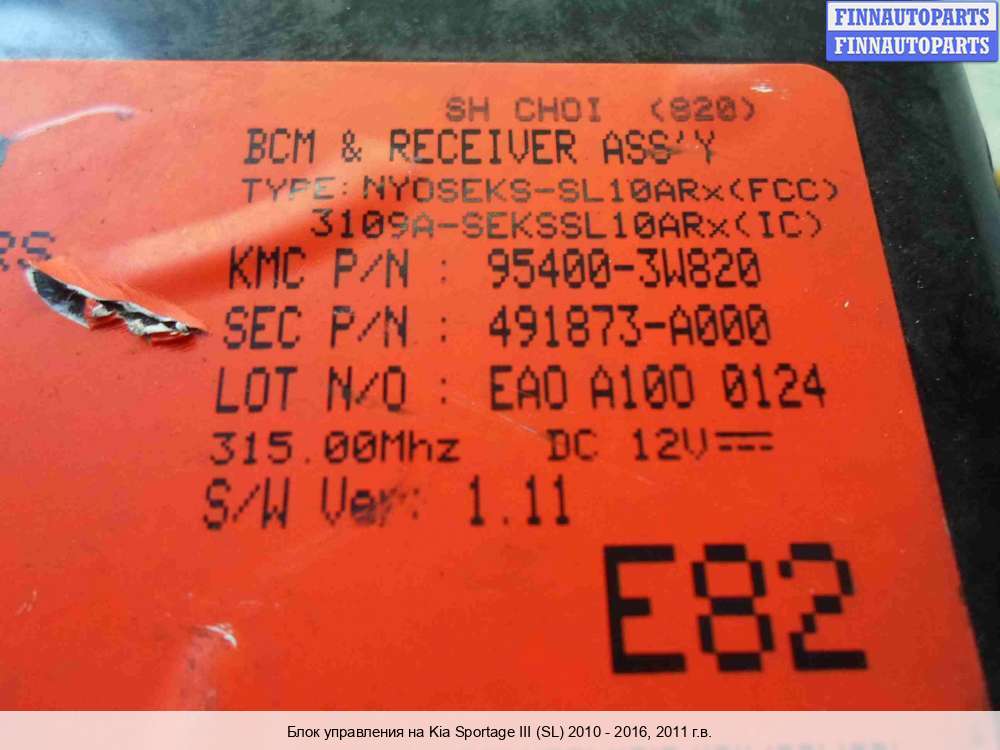 FINNAUTOPARTS
FINNAUTOPARTS
SH CHOI (820)
BCM & RECEIVER ASS'Y
TYPE: NYOSEKS-SL10ARx(FCC)
3109A-SEKSSL10ARx(IC)
RS
KMC P/N : 95400-3W820
SEC P/N : 491873-A000
LOT N/O : EAO A100 0124
315.00Mhz DC 12V
S/W Ver: 1.11
E82
Блок управления на Kia Sportage III (SL) 2010 - 2016, 2011 г.в.